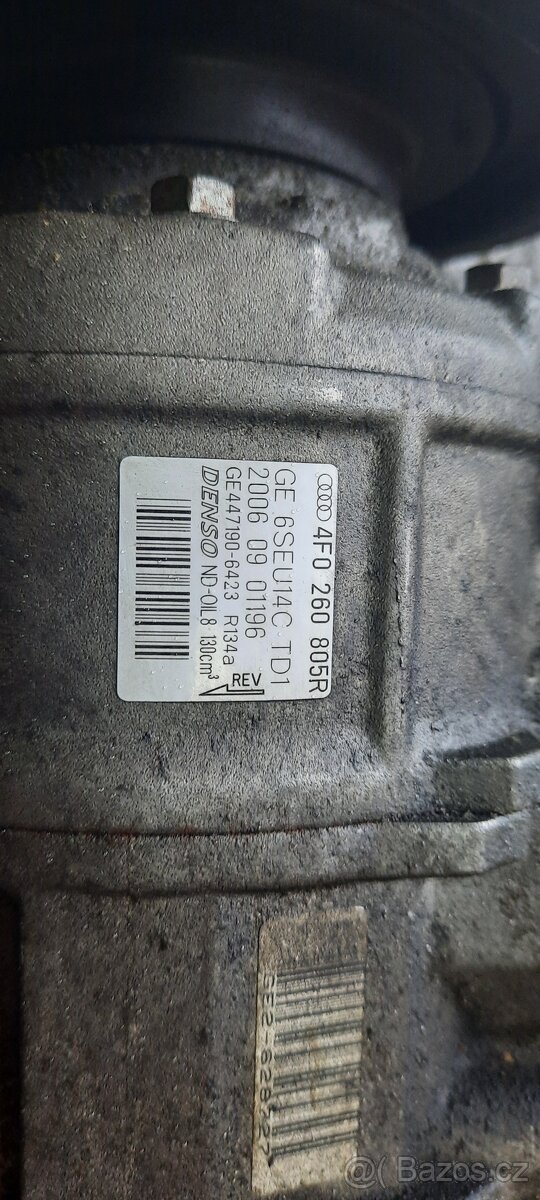 4F0 260 805R
GE 6SEU14C TD1
2006 09 01196
GE447190-6423 R134a
DENSO ND-OIL8 130cm³
REV
Bazos.cz